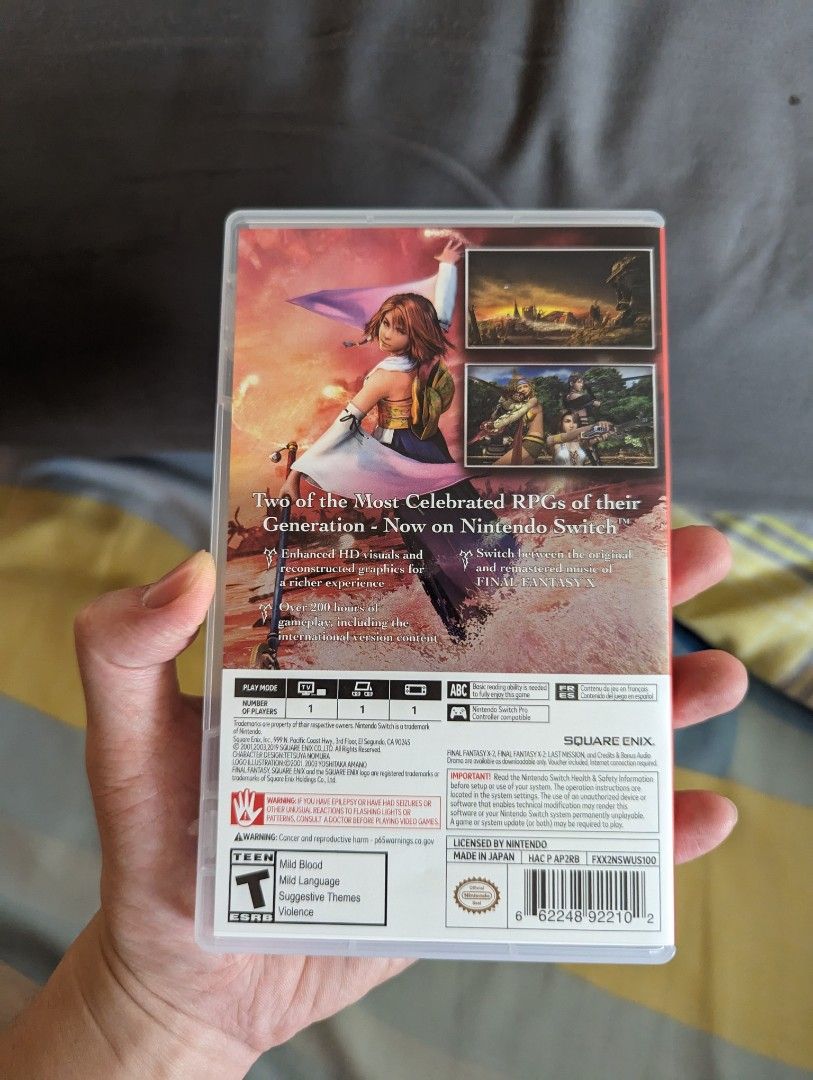 Two of the Most Celebrated RPGs of their
Generation - Now on Nintendo Switch™
Enhanced HD visuals and
reconstructed graphics for
a richer experience
Over 200 hours of
gameplay, including the
international version content
Switch between the original
and remastered music of
FINAL FANTASY X
PLAY MODE
TV
NUMBER
OF PLAYERS
1
1
1
ABC
Basic reading ability is needed
to fully enjoy this game
FR
ES
Contenu du jeu en français
Contenido del juego en español
Nintendo Switch Pro
Controller compatible
Trademarks are property of their respective owners. Nintendo Switch is a trademark
of Nintendo.
Square Enix, Inc., 999 N. Pacific Coast Hwy., 3rd Floor, El Segundo, CA 90245
© 2001,2003,2019 SQUARE ENIX CO.,LTD. All Rights Reserved.
CHARACTER DESIGN:TETSUYA NOMURA
LOGO ILLUSTRATION:©2001, 2003 YOSHITAKA AMANO
FINAL FANTASY, SQUARE ENIX and the SQUARE ENIX logo are registered trademarks or
trademarks of Square Enix Holdings Co., Ltd.
WARNING: IF YOU HAVE EPILEPSY OR HAVE HAD SEIZURES OR
OTHER UNUSUAL REACTIONS TO FLASHING LIGHTS OR
PATTERNS, CONSULT A DOCTOR BEFORE PLAYING VIDEO GAMES.
WARNING: Cancer and reproductive harm - p65warnings.ca.gov
TEEN
T
ESRB
Mild Blood
Mild Language
Suggestive Themes
Violence
SQUARE ENIX.
FINAL FANTASY X-2, FINAL FANTASY X-2: LAST MISSION, and Credits & Bonus Audio
Drama are available as downloadable only. Voucher included. Internet connection required.
IMPORTANT! Read the Nintendo Switch Health & Safety Information
before setup or use of your system. The operation instructions are
located in the system settings. The use of an unauthorized device or
software that enables technical modification may render this
software or your Nintendo Switch system permanently unplayable.
A game or system update (or both) may be required to play.
LICENSED BY NINTENDO
MADE IN JAPAN
HAC P AP2RB
FXX2NSWUS100
Official
Nintendo
Seal
6 62248 92210 2